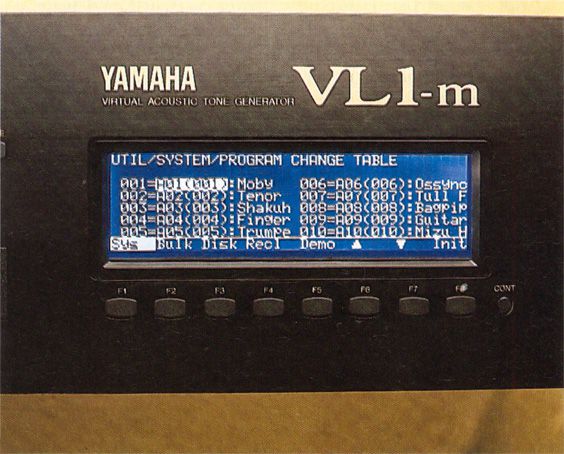 YAMAHA
VIRTUAL ACOUSTIC TONE GENERATOR
VL1-m
UTIL/SYSTEM/PROGRAM CHANGE TABLE
001=A01(001):Moby 006=A06(006):Ossync
002=A02(002):Tenor 007=A07(007):Tull F
003=A03(003):Shakuh 008=A08(008):Bagpip
004=A04(004):Finger 009=A09(009):Guitar
005=A05(005):Trumpe 010=A10(010):Mizu H
Sys Bulk Disk Recl Demo ▲ ▼ Init
F1 F2 F3 F4 F5 F6 F7 F8 CONT